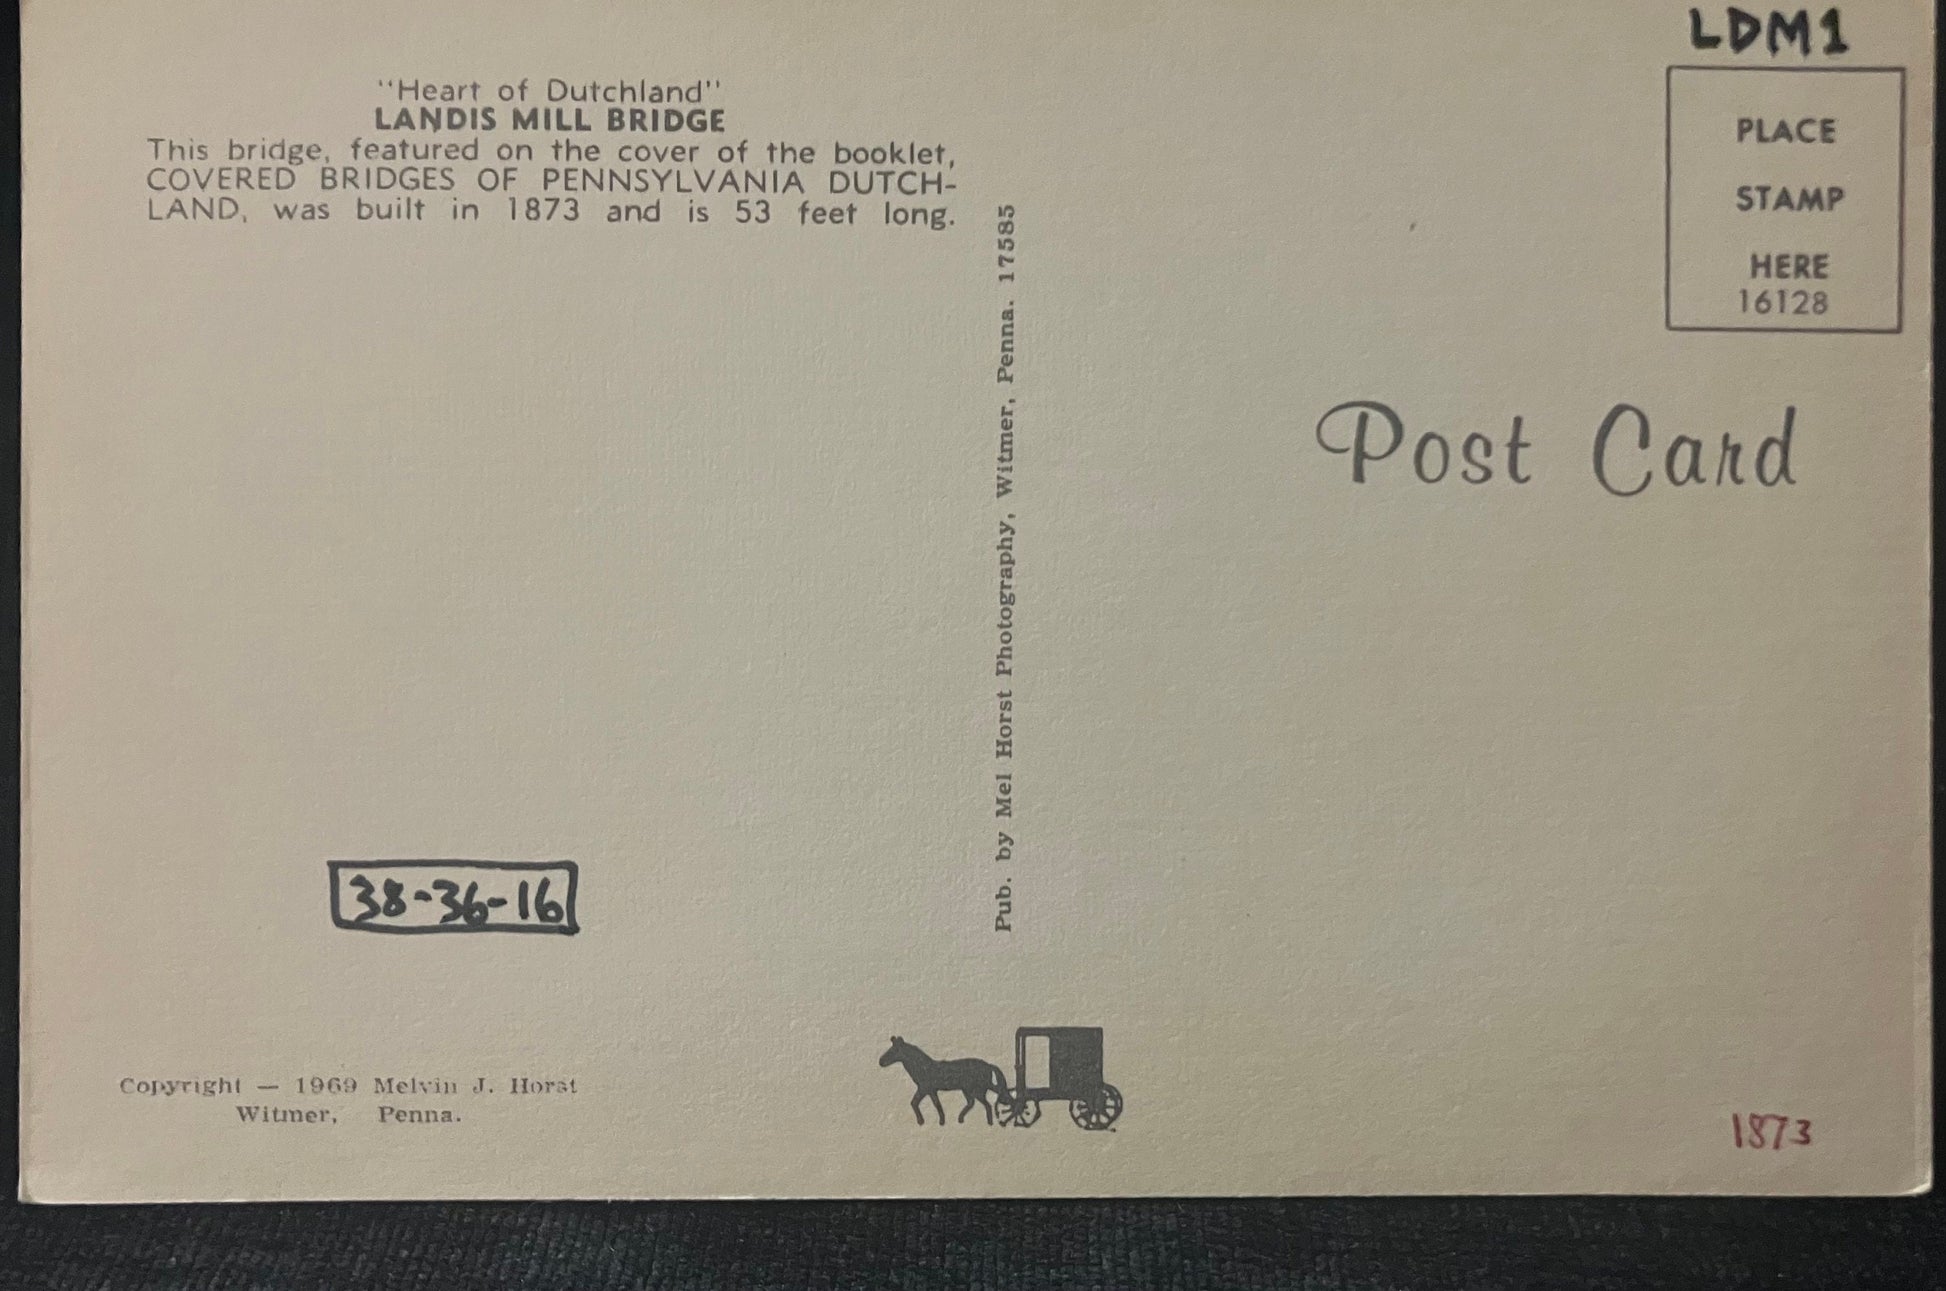 LDM1
"Heart of Dutchland"
LANDIS MILL BRIDGE
This bridge, featured on the cover of the booklet,
COVERED BRIDGES OF PENNSYLVANIA DUTCH-
LAND, was built in 1873 and is 53 feet long.
Pub. by Mel Horst Photography, Witmer, Penna. 17585
PLACE
STAMP
HERE
16128
Post Card
38-36-16
Copyright — 1969 Melvin J. Horst
Witmer, Penna.
1873